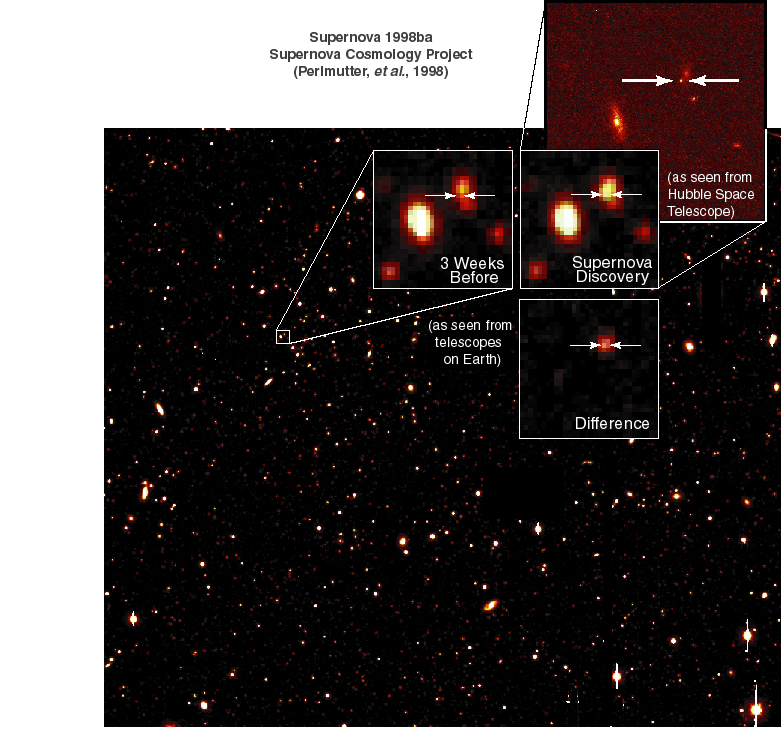 Supernova 1998ba
Supernova Cosmology Project
(Perlmutter, et al., 1998)
(as seen from
Hubble Space
Telescope)
3 Weeks
Before
Supernova
Discovery
(as seen from
telescopes
on Earth)
Difference